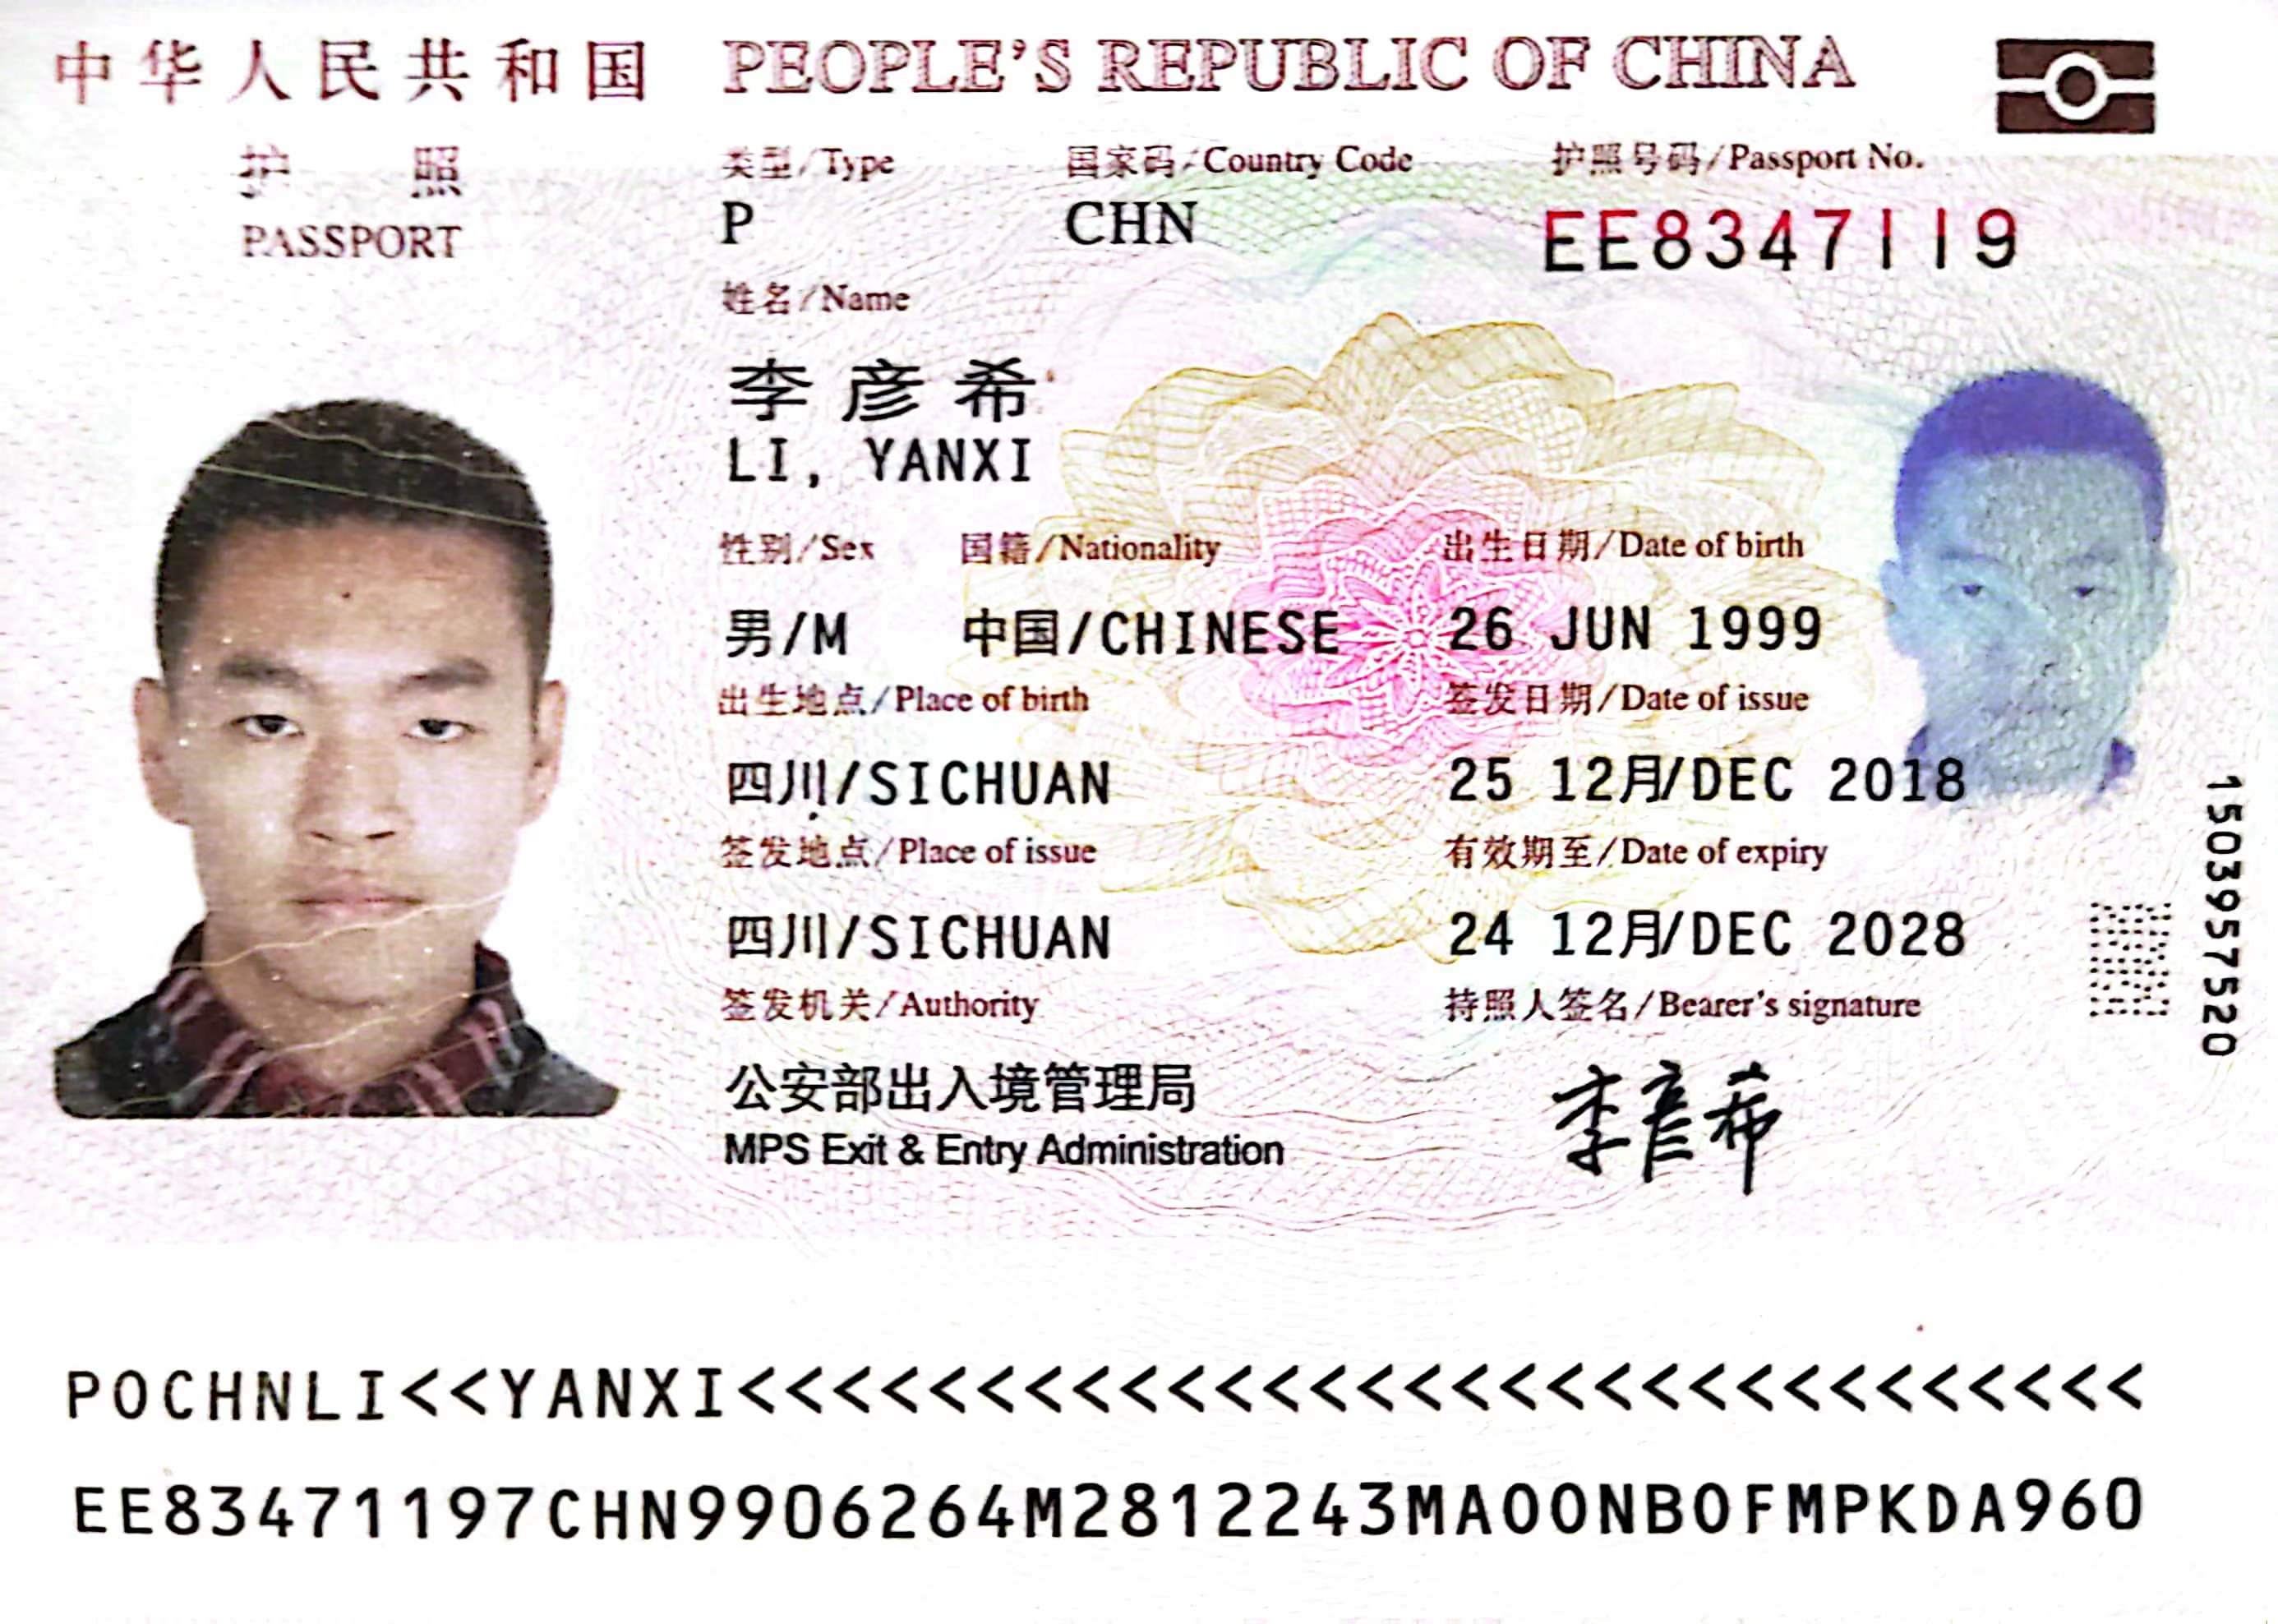 中华人民共和国 PEOPLE'S REPUBLIC OF CHINA
护 照
PASSPORT
类型/Type 国家码/Country Code 护照号码/Passport No.
P CHN EE8347119
姓名/Name
李彦希
LI, YANXI
性别/Sex 国籍/Nationality 出生日期/Date of birth
男/M 中国/CHINESE 26 JUN 1999
出生地点/Place of birth 签发日期/Date of issue
四川/SICHUAN 25 12月/DEC 2018
签发地点/Place of issue 有效期至/Date of expiry
四川/SICHUAN 24 12月/DEC 2028
签发机关/Authority 持照人签名/Bearer's signature
公安部出入境管理局
MPS Exit & Entry Administration
李彦希
1503957520
POCHNLI<<YANXI<<<<<<<<<<<<<<<<<<<<<<<<<<<<<<
EE83471197CHN9906264M2812243MAOONBOFMPKDA960